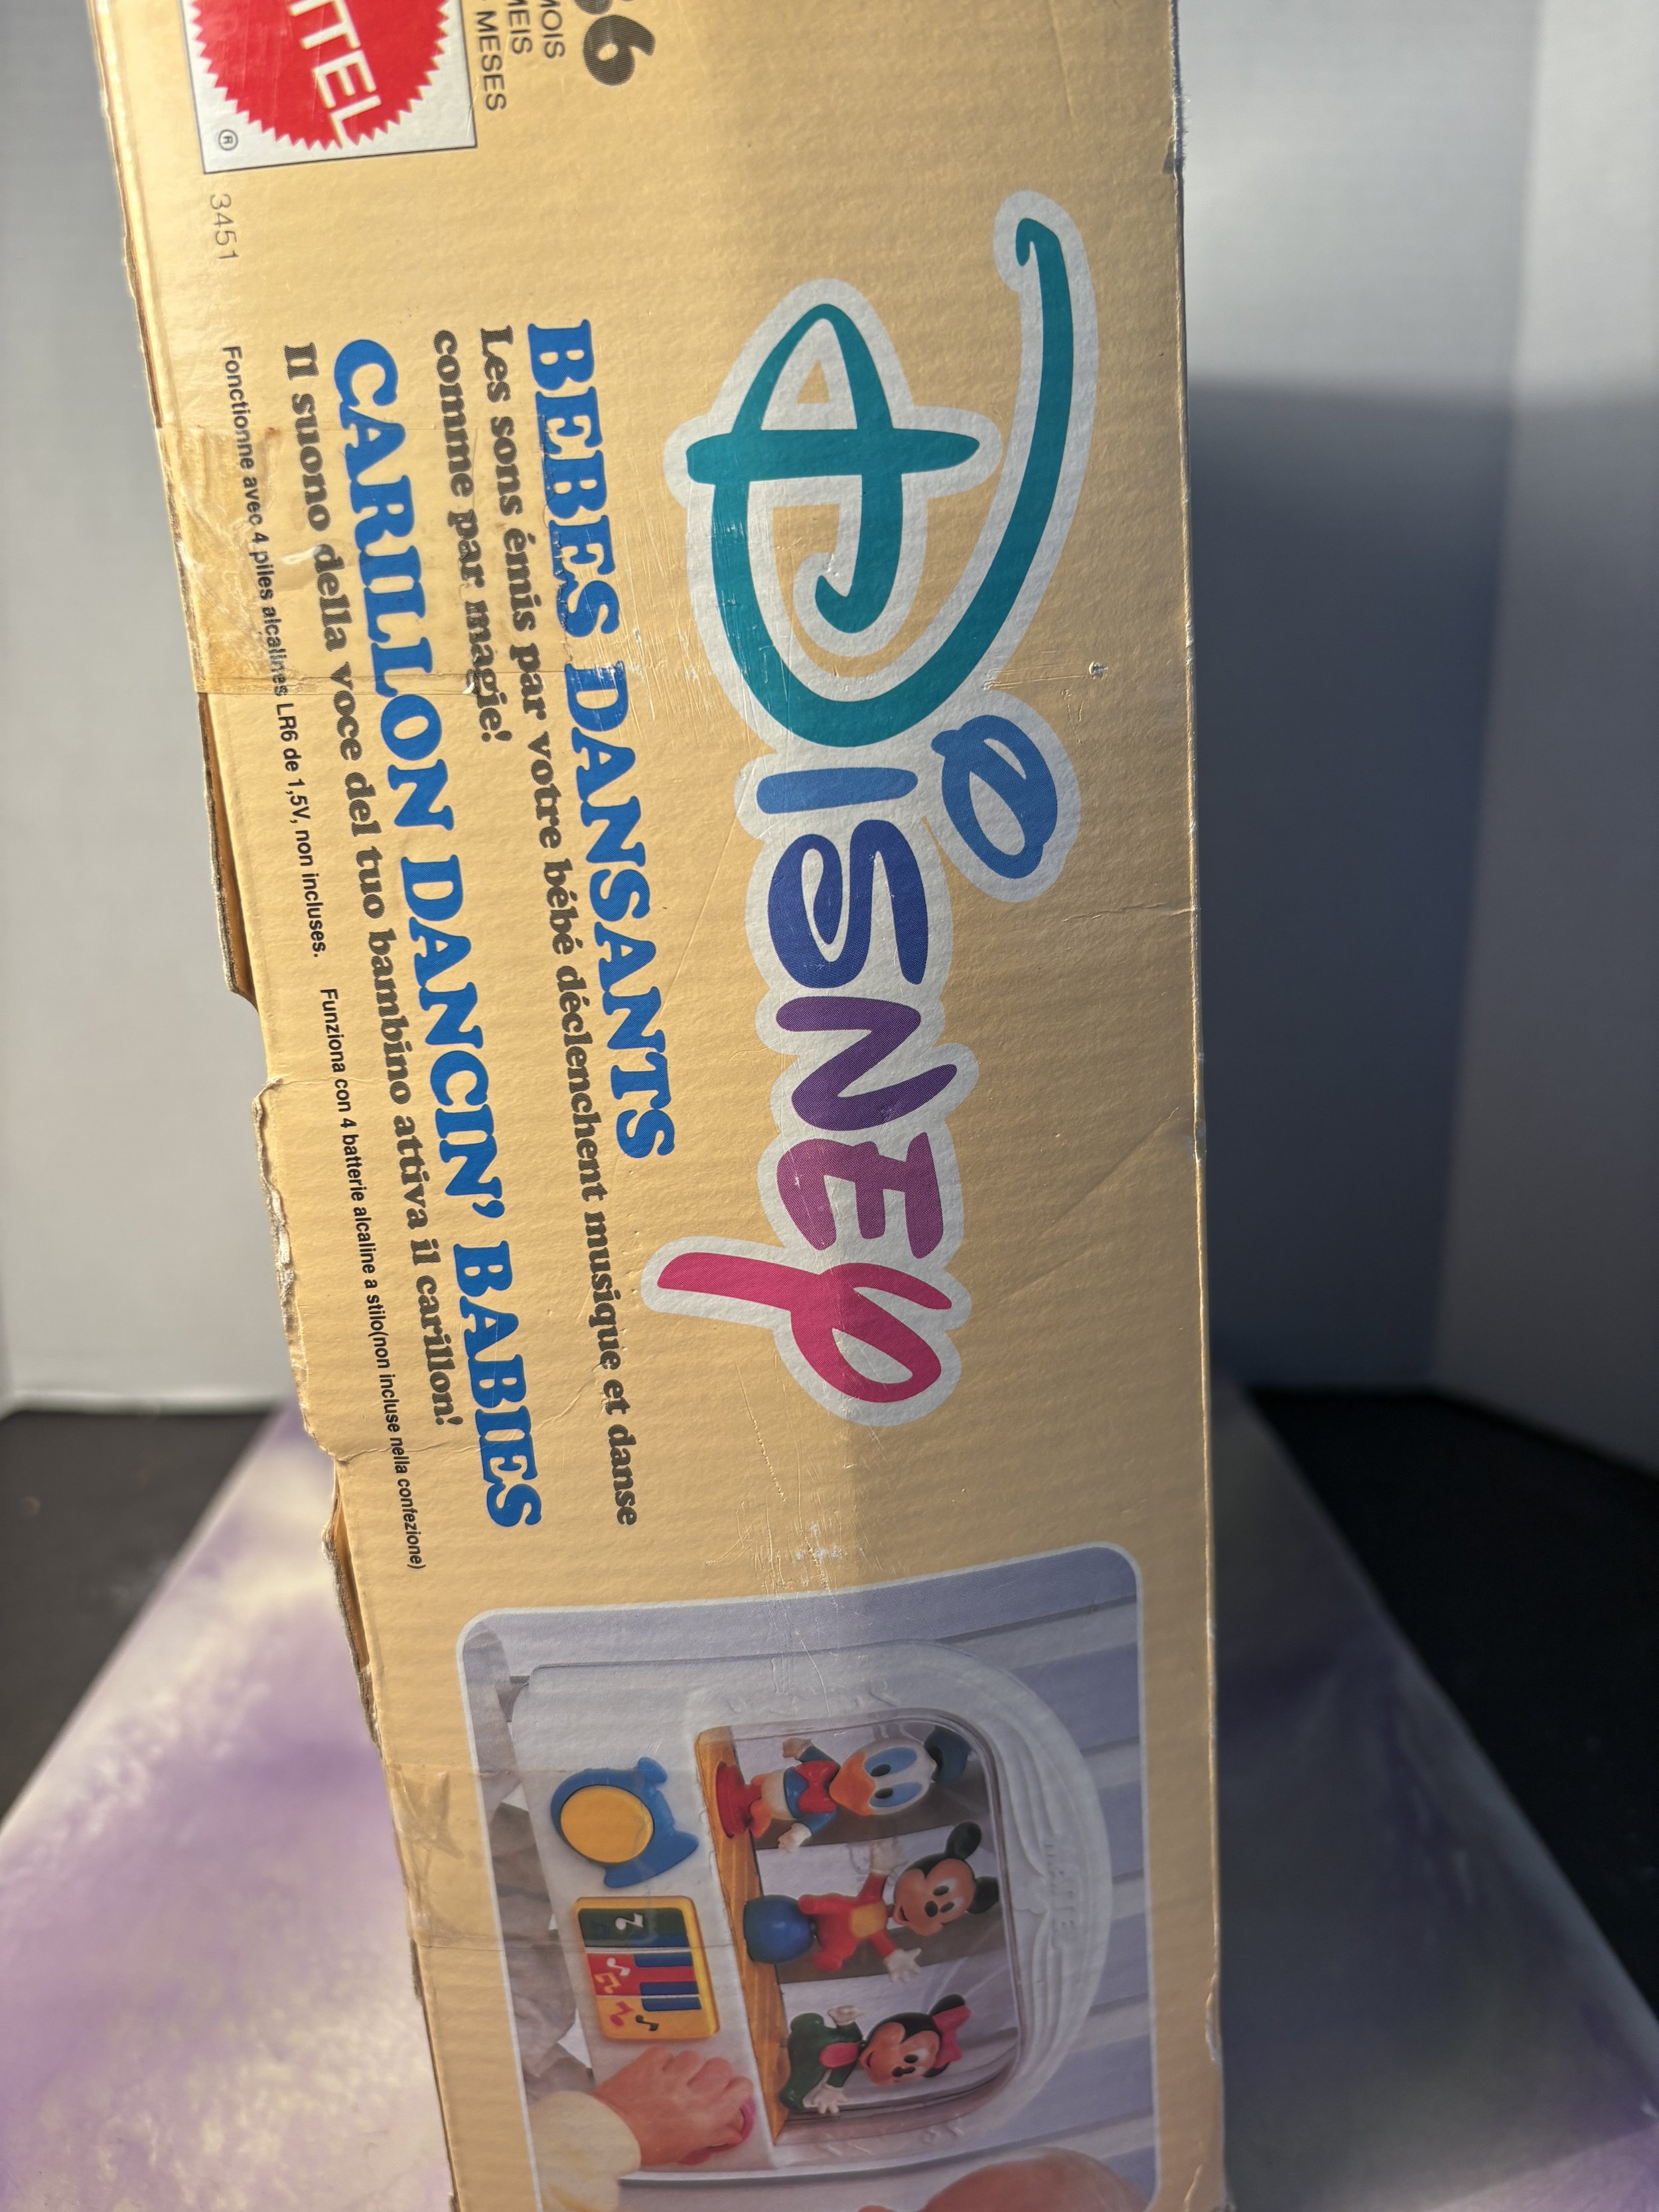 Disney
BEBES DANSANTS
Les sons émis par votre bébé déclenchent musique et danse
comme par magie!
CARILLON DANCIN' BABIES
Il suono della voce del tuo bambino attiva il carillon!
Fonctionne avec 4 piles alcalines LR6 de 1,5V, non incluses. Funziona con 4 batterie alcaline a stilo(non incluse nella confezione)
MOIS
MESES
®
3451